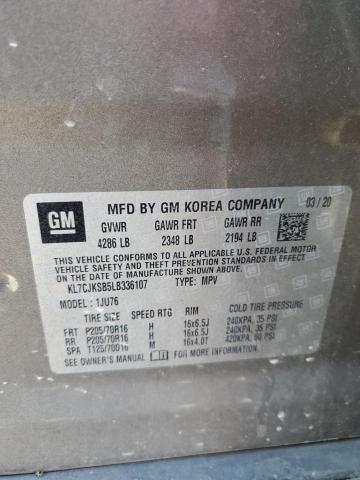 GM
MFD BY GM KOREA COMPANY 03/20
GVWR GAWR FRT GAWR RR
4286 LB 2348 LB 2194 LB
THIS VEHICLE CONFORMS TO ALL APPLICABLE U.S. FEDERAL MOTOR
VEHICLE SAFETY, BUMPER, AND THEFT PREVENTION STANDARDS IN
EFFECT ON THE DATE OF MANUFACTURE SHOWN ABOVE.
KL7CJKSB5LB336107 TYPE: MPV
MODEL : 1JU76
TIRE SIZE SPEED RTG RIM COLD TIRE PRESSURE
FRT P205/70R16 H 16x6.5J 240KPA, 35 PSI
RR P205/70R16 H 16x6.5J 240KPA, 35 PSI
SPA T125/70D16 M 16x4.0T 420KPA, 60 PSI
SEE OWNER'S MANUAL FOR MORE INFORMATION.